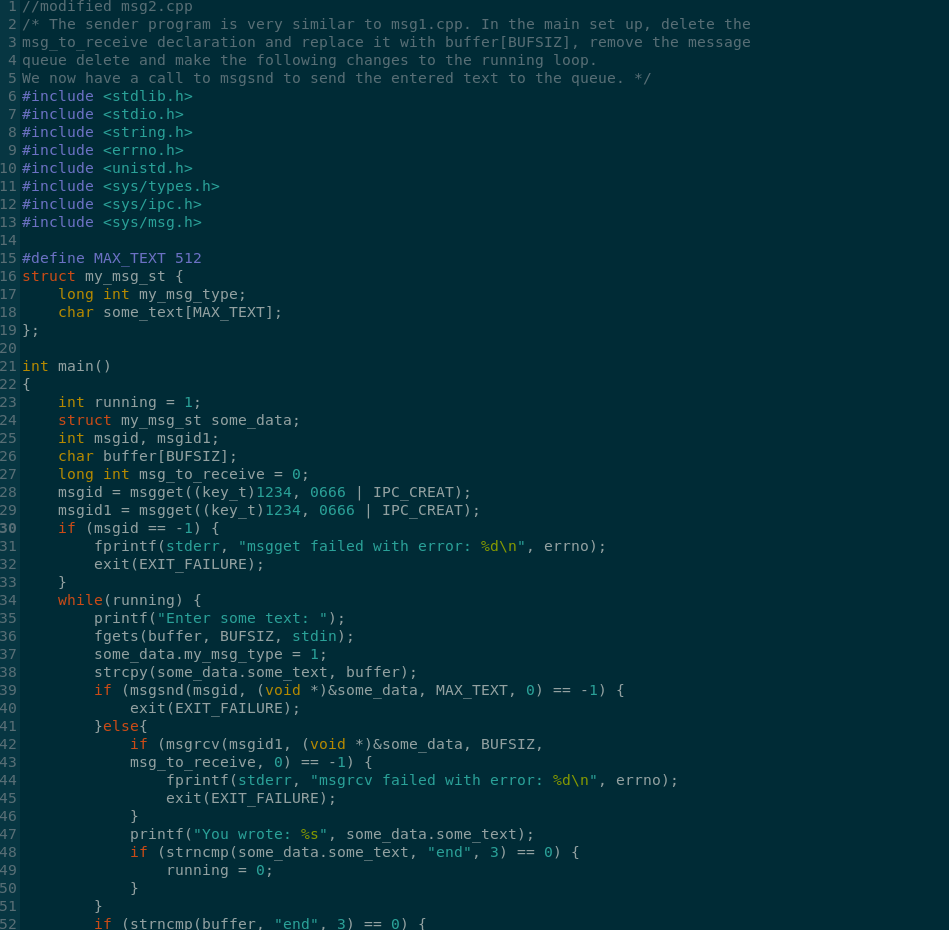 1 //modified msg2.cpp
2 /* The sender program is very similar to msg1.cpp. In the main set up, delete the
3 msg_to_receive declaration and replace it with buffer[BUFSIZ], remove the message
4 queue delete and make the following changes to the running loop.
5 We now have a call to msgsnd to send the entered text to the queue. */
6 #include <stdlib.h>
7 #include <stdio.h>
8 #include <string.h>
9 #include <errno.h>
10 #include <unistd.h>
11 #include <sys/types.h>
12 #include <sys/ipc.h>
13 #include <sys/msg.h>
14
15 #define MAX_TEXT 512
16 struct my_msg_st {
17     long int my_msg_type;
18     char some_text[MAX_TEXT];
19 };
20
21 int main()
22 {
23     int running = 1;
24     struct my_msg_st some_data;
25     int msgid, msgid1;
26     char buffer[BUFSIZ];
27     long int msg_to_receive = 0;
28     msgid = msgget((key_t)1234, 0666 | IPC_CREAT);
29     msgid1 = msgget((key_t)1234, 0666 | IPC_CREAT);
30     if (msgid == -1) {
31         fprintf(stderr, "msgget failed with error: %d\n", errno);
32         exit(EXIT_FAILURE);
33     }
34     while(running) {
35         printf("Enter some text: ");
36         fgets(buffer, BUFSIZ, stdin);
37         some_data.my_msg_type = 1;
38         strcpy(some_data.some_text, buffer);
39         if (msgsnd(msgid, (void *)&some_data, MAX_TEXT, 0) == -1) {
40             exit(EXIT_FAILURE);
41         }else{
42             if (msgrcv(msgid1, (void *)&some_data, BUFSIZ,
43             msg_to_receive, 0) == -1) {
44                 fprintf(stderr, "msgrcv failed with error: %d\n", errno);
45                 exit(EXIT_FAILURE);
46             }
47             printf("You wrote: %s", some_data.some_text);
48             if (strncmp(some_data.some_text, "end", 3) == 0) {
49                 running = 0;
50             }
51         }
52         if (strncmp(buffer, "end", 3) == 0) {